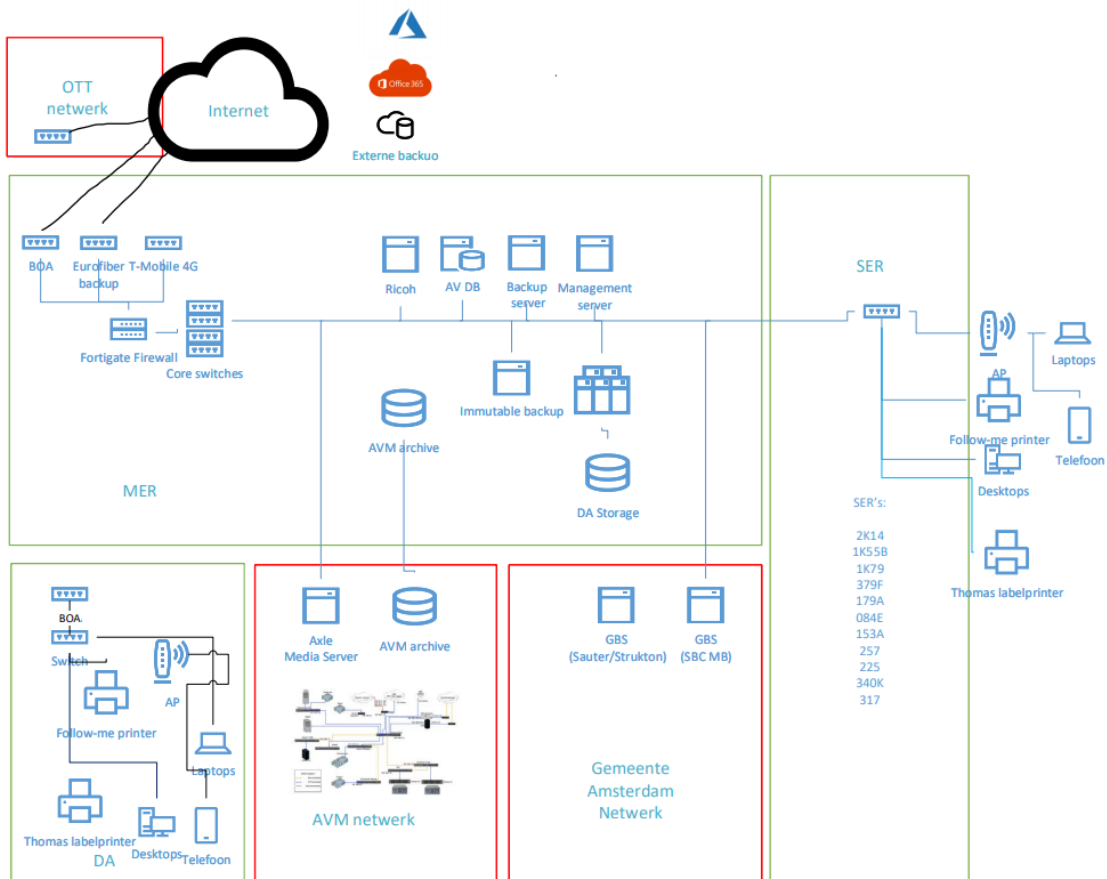 OTT
netwerk
Internet
Office 365
Externe backuo
BOA
Eurofiber
backup
T-Mobile 4G
Ricoh
AV DB
Backup
server
Management
server
Fortigate Firewall
Core switches
Immutable backup
AVM archive
DA Storage
MER
SER
AP
Laptops
Follow-me printer
Telefoon
Desktops
Thomas labelprinter
SER's:
2K14
1K55B
1K79
379F
179A
084E
153A
257
225
340K
317
BOA
Switch
AP
Follow-me printer
Laptops
Thomas labelprinter
Desktops
Telefoon
DA
Axle
Media Server
AVM archive
AVM netwerk
GBS
(Sauter/Strukton)
GBS
(SBC MB)
Gemeente
Amsterdam
Netwerk